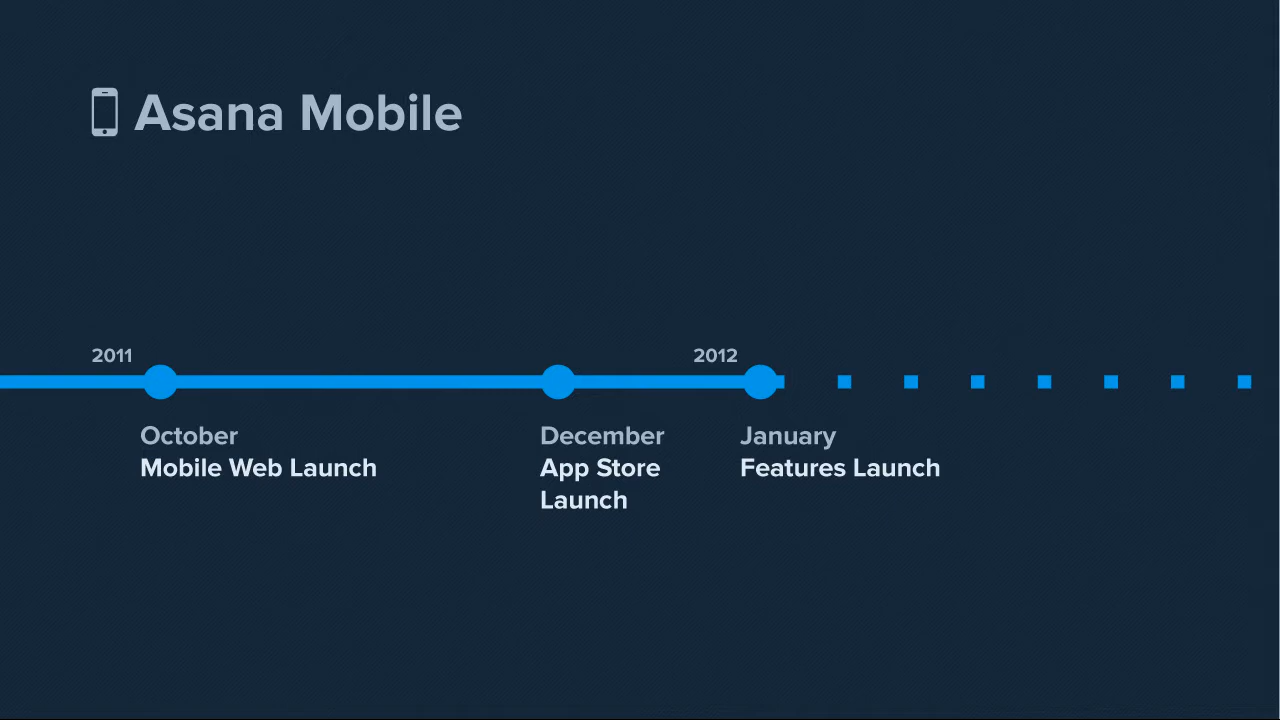 Asana Mobile
2011
2012
October
Mobile Web Launch
December
App Store
Launch
January
Features Launch